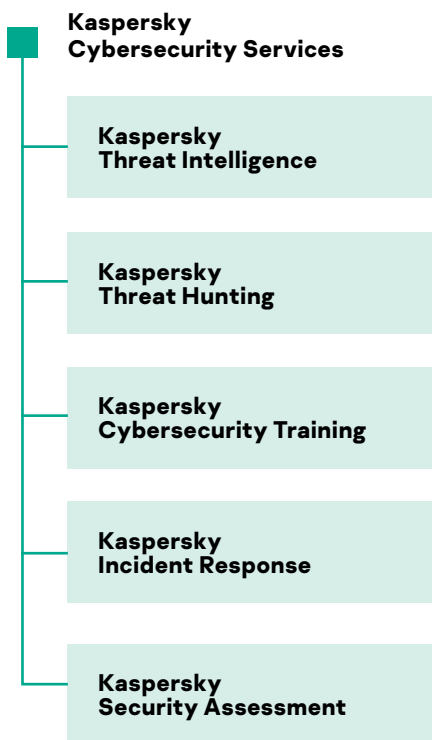 Kaspersky
Cybersecurity Services
Kaspersky
Threat Intelligence
Kaspersky
Threat Hunting
Kaspersky
Cybersecurity Training
Kaspersky
Incident Response
Kaspersky
Security Assessment